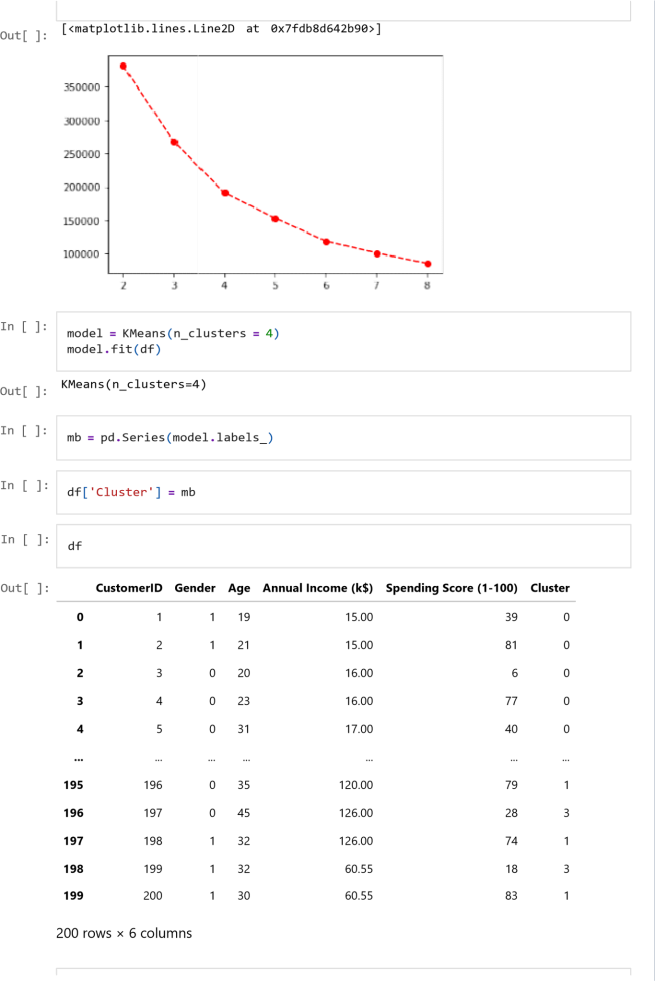 Out[ ]: [<matplotlib.lines.Line2D at 0x7fdb8d642b90>]
350000
300000
250000
200000
150000
100000
2 3 4 5 6 7 8
In [ ]: model = KMeans(n_clusters = 4)
model.fit(df)
Out[ ]: KMeans(n_clusters=4)
In [ ]: mb = pd.Series(model.labels_)
In [ ]: df['Cluster'] = mb
In [ ]: df
Out[ ]: CustomerID Gender Age Annual Income (k$) Spending Score (1-100) Cluster
0 1 1 19 15.00 39 0
1 2 1 21 15.00 81 0
2 3 0 20 16.00 6 0
3 4 0 23 16.00 77 0
4 5 0 31 17.00 40 0
... ... ... ... ... ... ...
195 196 0 35 120.00 79 1
196 197 0 45 126.00 28 3
197 198 1 32 126.00 74 1
198 199 1 32 60.55 18 3
199 200 1 30 60.55 83 1
200 rows × 6 columns